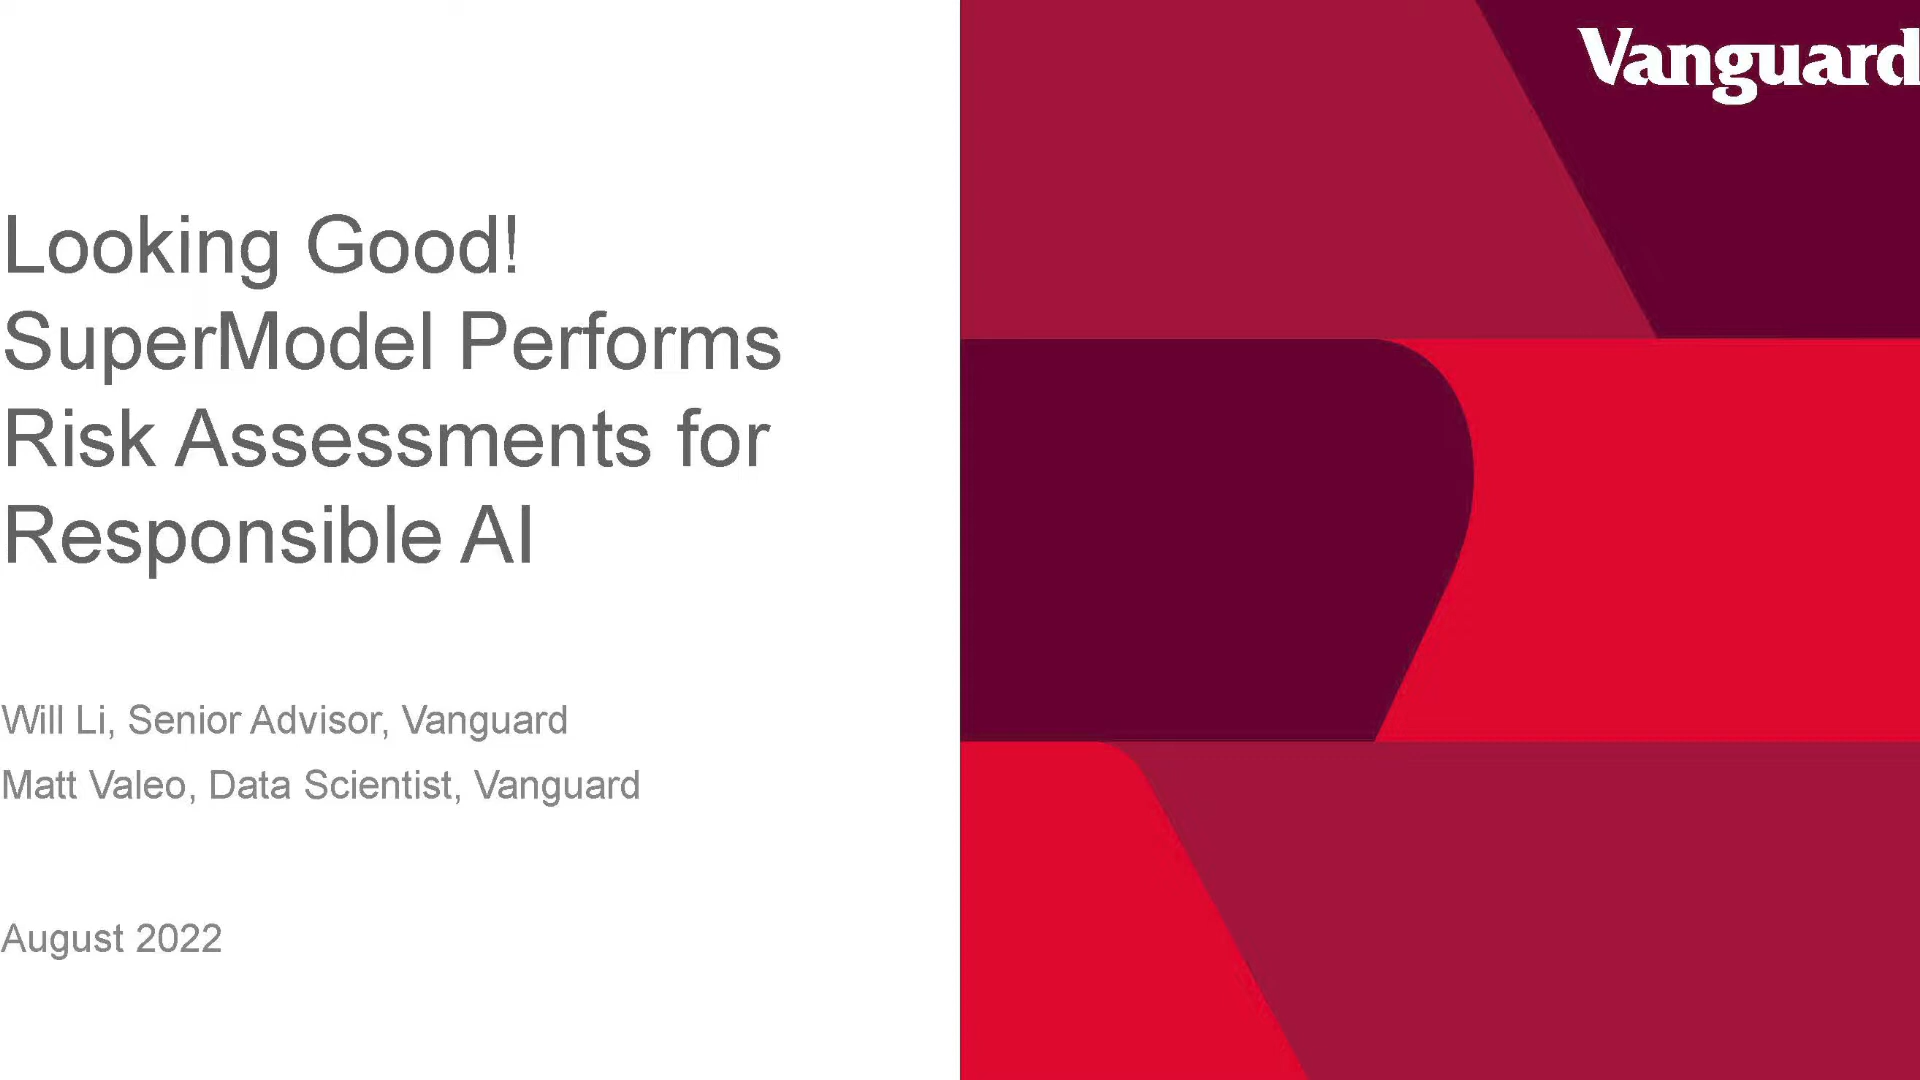 Vanguard
Looking Good!
SuperModel Performs
Risk Assessments for
Responsible AI
Will Li, Senior Advisor, Vanguard
Matt Valeo, Data Scientist, Vanguard
August 2022